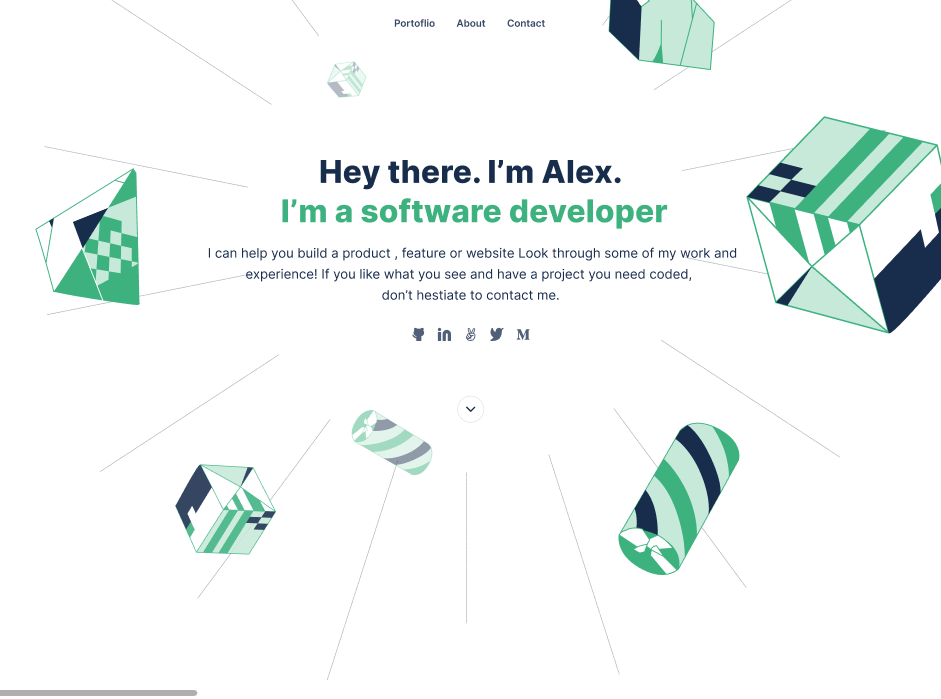 Portoflio About Contact
Hey there. I’m Alex.
I’m a software developer
I can help you build a product , feature or website Look through some of my work and
experience! If you like what you see and have a project you need coded,
don’t hestiate to contact me.